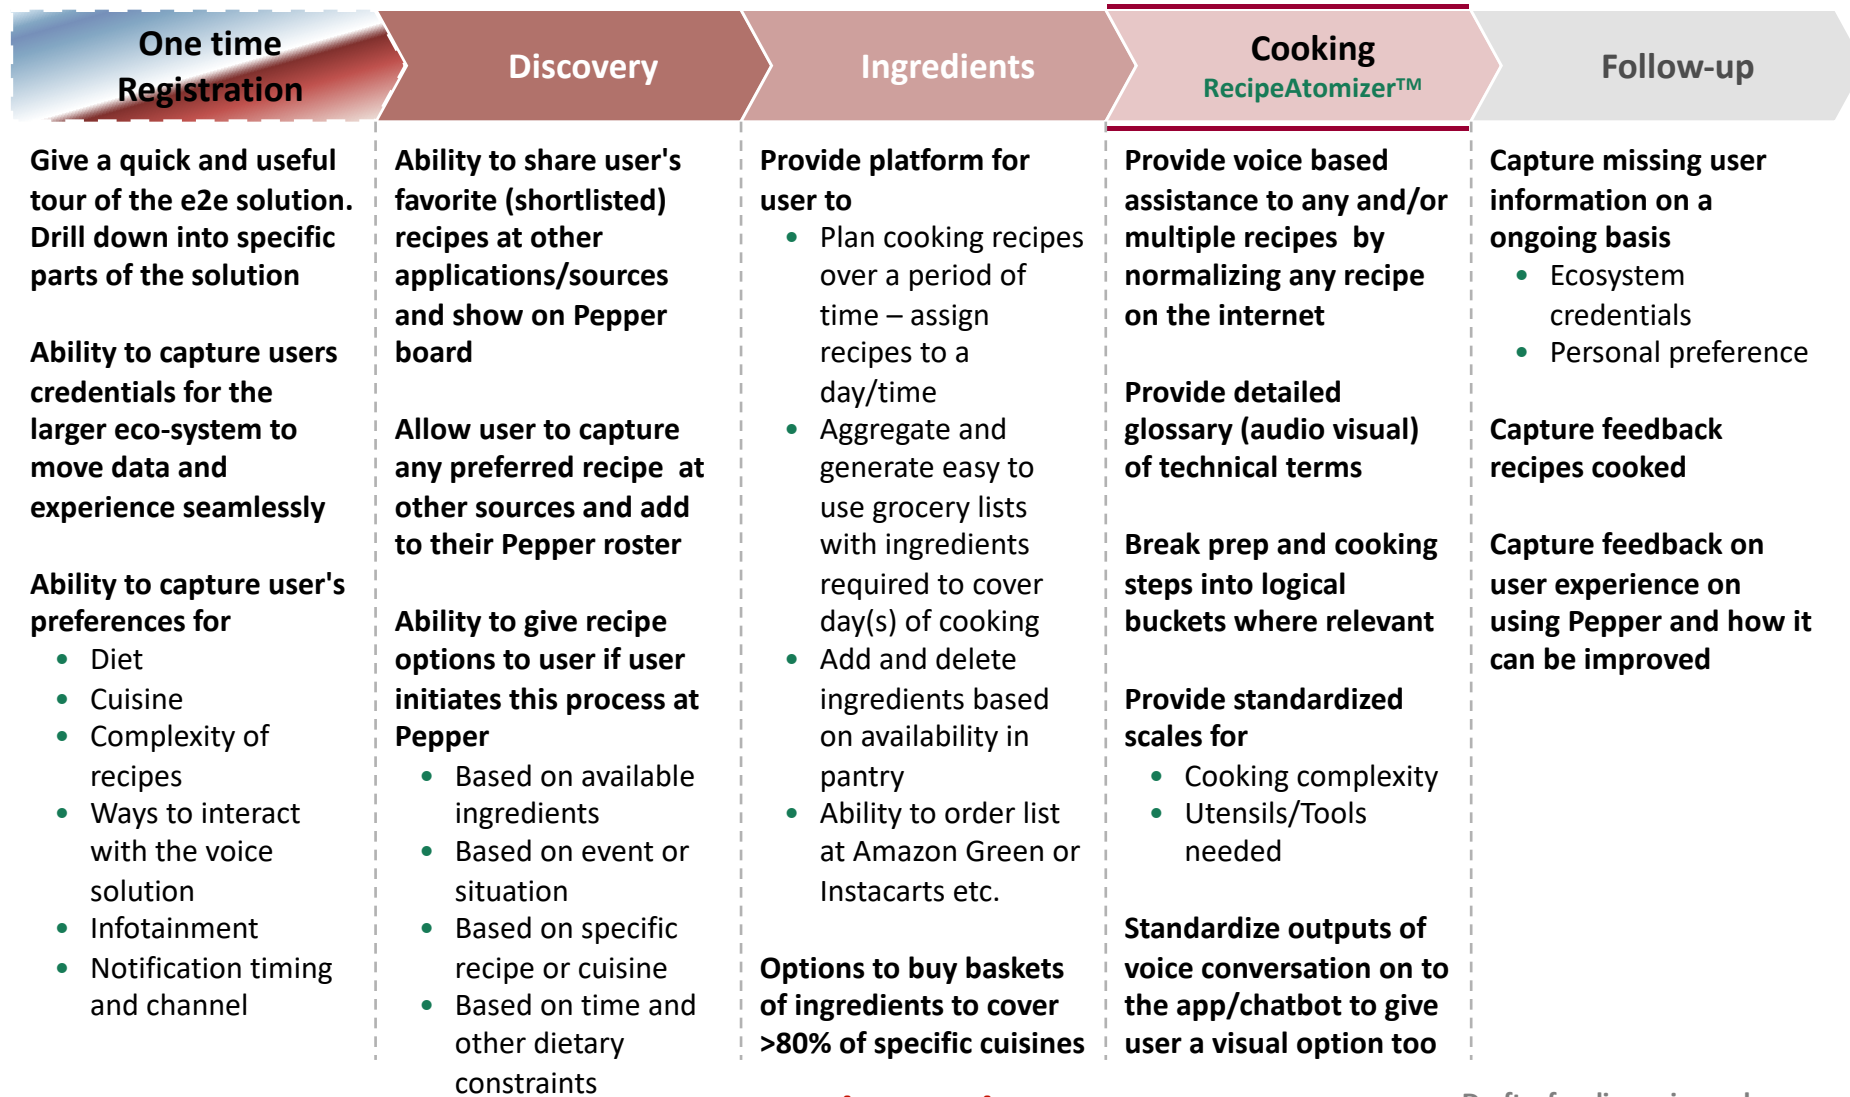 One time
Registration
Discovery
Ingredients
Cooking
RecipeAtomizer™
Follow-up
Give a quick and useful
tour of the e2e solution.
Drill down into specific
parts of the solution
Ability to capture users
credentials for the
larger eco-system to
move data and
experience seamlessly
Ability to capture user's
preferences for
• Diet
• Cuisine
• Complexity of
recipes
• Ways to interact
with the voice
solution
• Infotainment
• Notification timing
and channel
Ability to share user's
favorite (shortlisted)
recipes at other
applications/sources
and show on Pepper
board
Allow user to capture
any preferred recipe at
other sources and add
to their Pepper roster
Ability to give recipe
options to user if user
initiates this process at
Pepper
• Based on available
ingredients
• Based on event or
situation
• Based on specific
recipe or cuisine
• Based on time and
other dietary
constraints
Provide platform for
user to
• Plan cooking recipes
over a period of
time – assign
recipes to a
day/time
• Aggregate and
generate easy to
use grocery lists
with ingredients
required to cover
day(s) of cooking
• Add and delete
ingredients based
on availability in
pantry
• Ability to order list
at Amazon Green or
Instacarts etc.
Options to buy baskets
of ingredients to cover
>80% of specific cuisines
Provide voice based
assistance to any and/or
multiple recipes by
normalizing any recipe
on the internet
Provide detailed
glossary (audio visual)
of technical terms
Break prep and cooking
steps into logical
buckets where relevant
Provide standardized
scales for
• Cooking complexity
• Utensils/Tools
needed
Standardize outputs of
voice conversation on to
the app/chatbot to give
user a visual option too
Capture missing user
information on a
ongoing basis
• Ecosystem
credentials
• Personal preference
Capture feedback
recipes cooked
Capture feedback on
user experience on
using Pepper and how it
can be improved